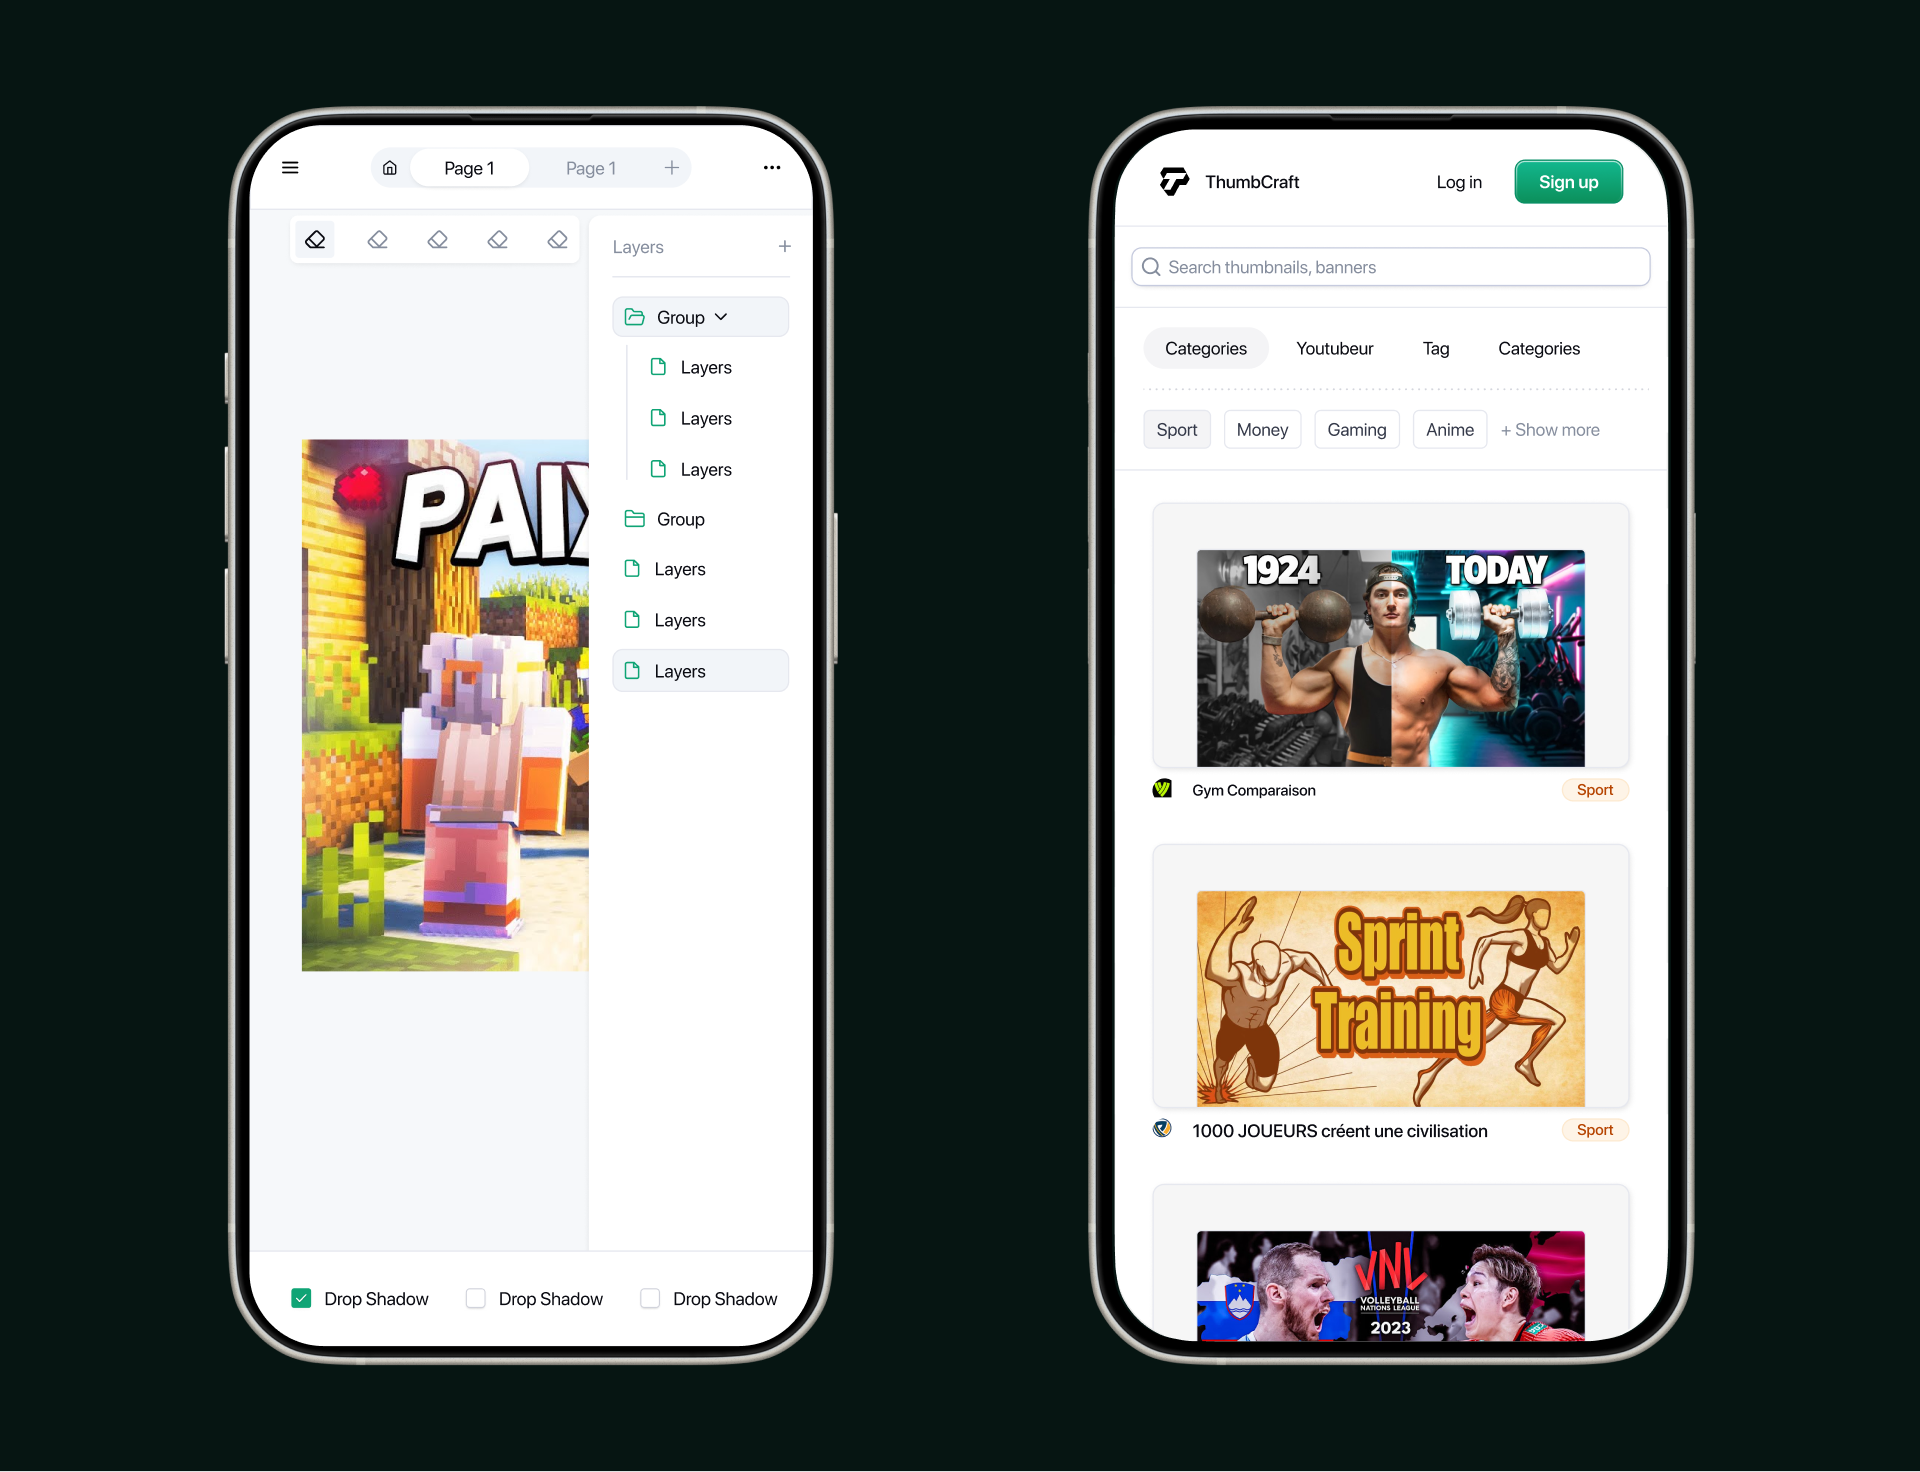 Page 1
Page 1
Layers
Group
Layers
Layers
Layers
Group
Layers
Layers
Layers
PAIX
Drop Shadow
Drop Shadow
Drop Shadow
ThumbCraft
Log in
Sign up
Search thumbnails, banners
Categories
Youtubeur
Tag
Categories
Sport
Money
Gaming
Anime
+ Show more
1924
TODAY
Gym Comparaison
Sport
Sprint
Training
1000 JOUEURS créent une civilisation
Sport
VNL
VOLLEYBALL
NATIONS LEAGUE
2023